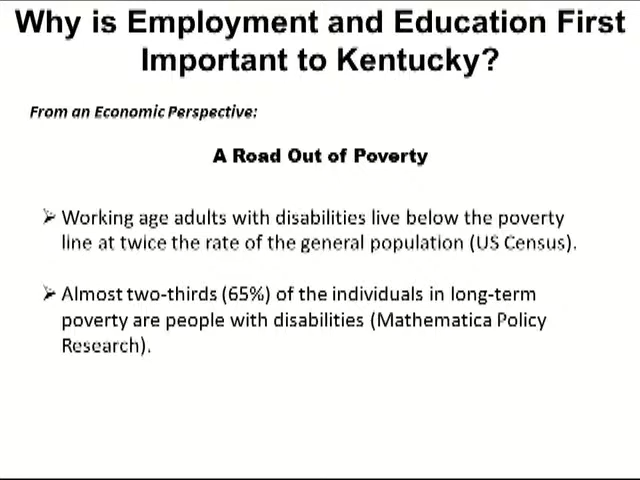 Why is Employment and Education First
Important to Kentucky?
From an Economic Perspective:
A Road Out of Poverty
➢ Working age adults with disabilities live below the poverty
line at twice the rate of the general population (US Census).
➢ Almost two-thirds (65%) of the individuals in long-term
poverty are people with disabilities (Mathematica Policy
Research).